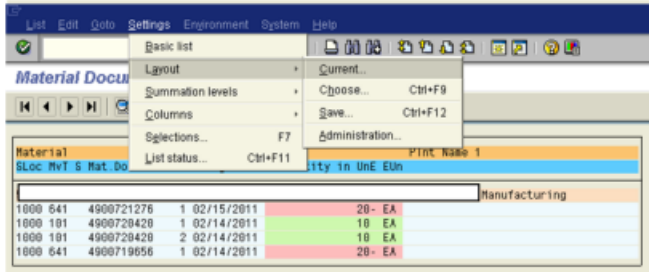 List Edit Goto Settings Environment System Help
Basic list
Layout
Current...
Material Docu
Summation levels
Choose... Ctrl+F9
Columns
Save... Ctrl+F12
Selections... F7
Administration...
List status... Ctrl+F11
Material Plnt Name 1
SLoc MvT S Mat.Do ity in UnE EUn
Manufacturing
1000 641 4900721276 1 02/15/2011 20- EA
1000 101 4900720420 1 02/14/2011 10 EA
1000 101 4900720420 2 02/14/2011 10 EA
1000 641 4900719656 1 02/14/2011 20- EA